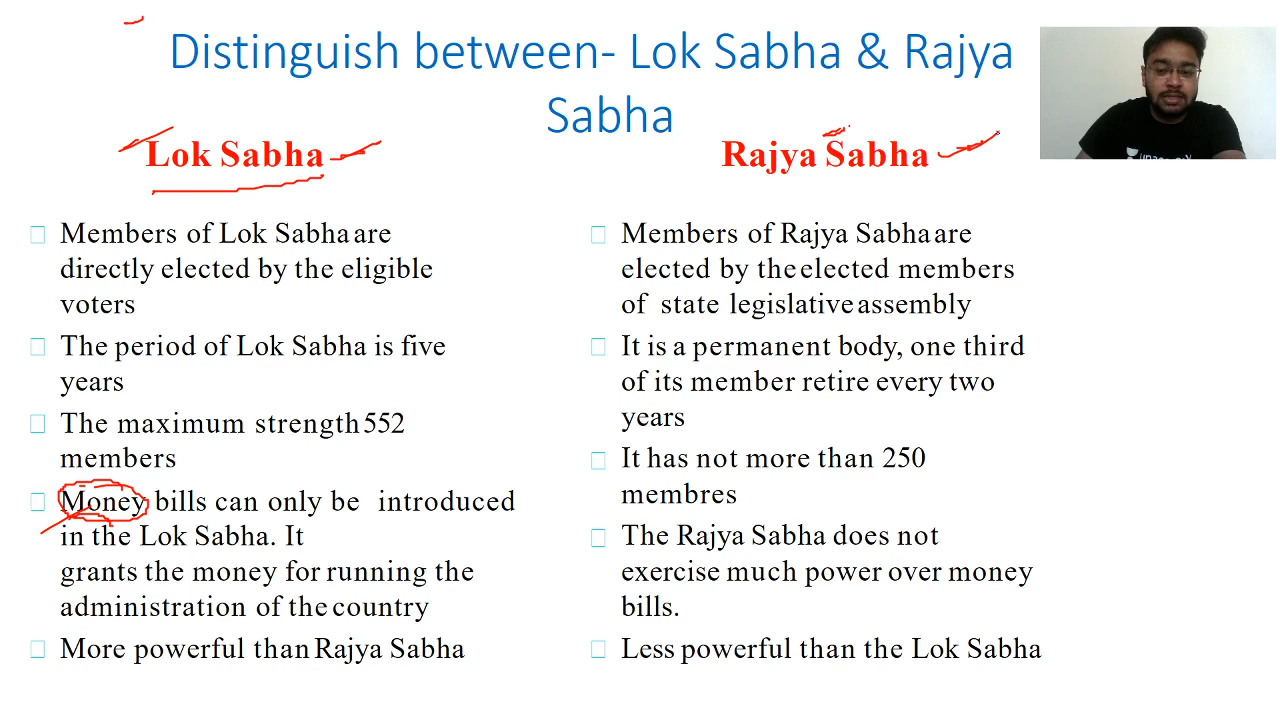 Distinguish between- Lok Sabha & Rajya
Sabha
Lok Sabha
Members of Lok Sabha are
directly elected by the eligible
voters
The period of Lok Sabha is five
years
The maximum strength 552
members
Money bills can only be introduced
in the Lok Sabha. It
grants the money for running the
administration of the country
More powerful than Rajya Sabha
Rajya Sabha
Members of Rajya Sabha are
elected by the elected members
of state legislative assembly
It is a permanent body, one third
of its member retire every two
years
It has not more than 250
membres
The Rajya Sabha does not
exercise much power over money
bills.
Less powerful than the Lok Sabha